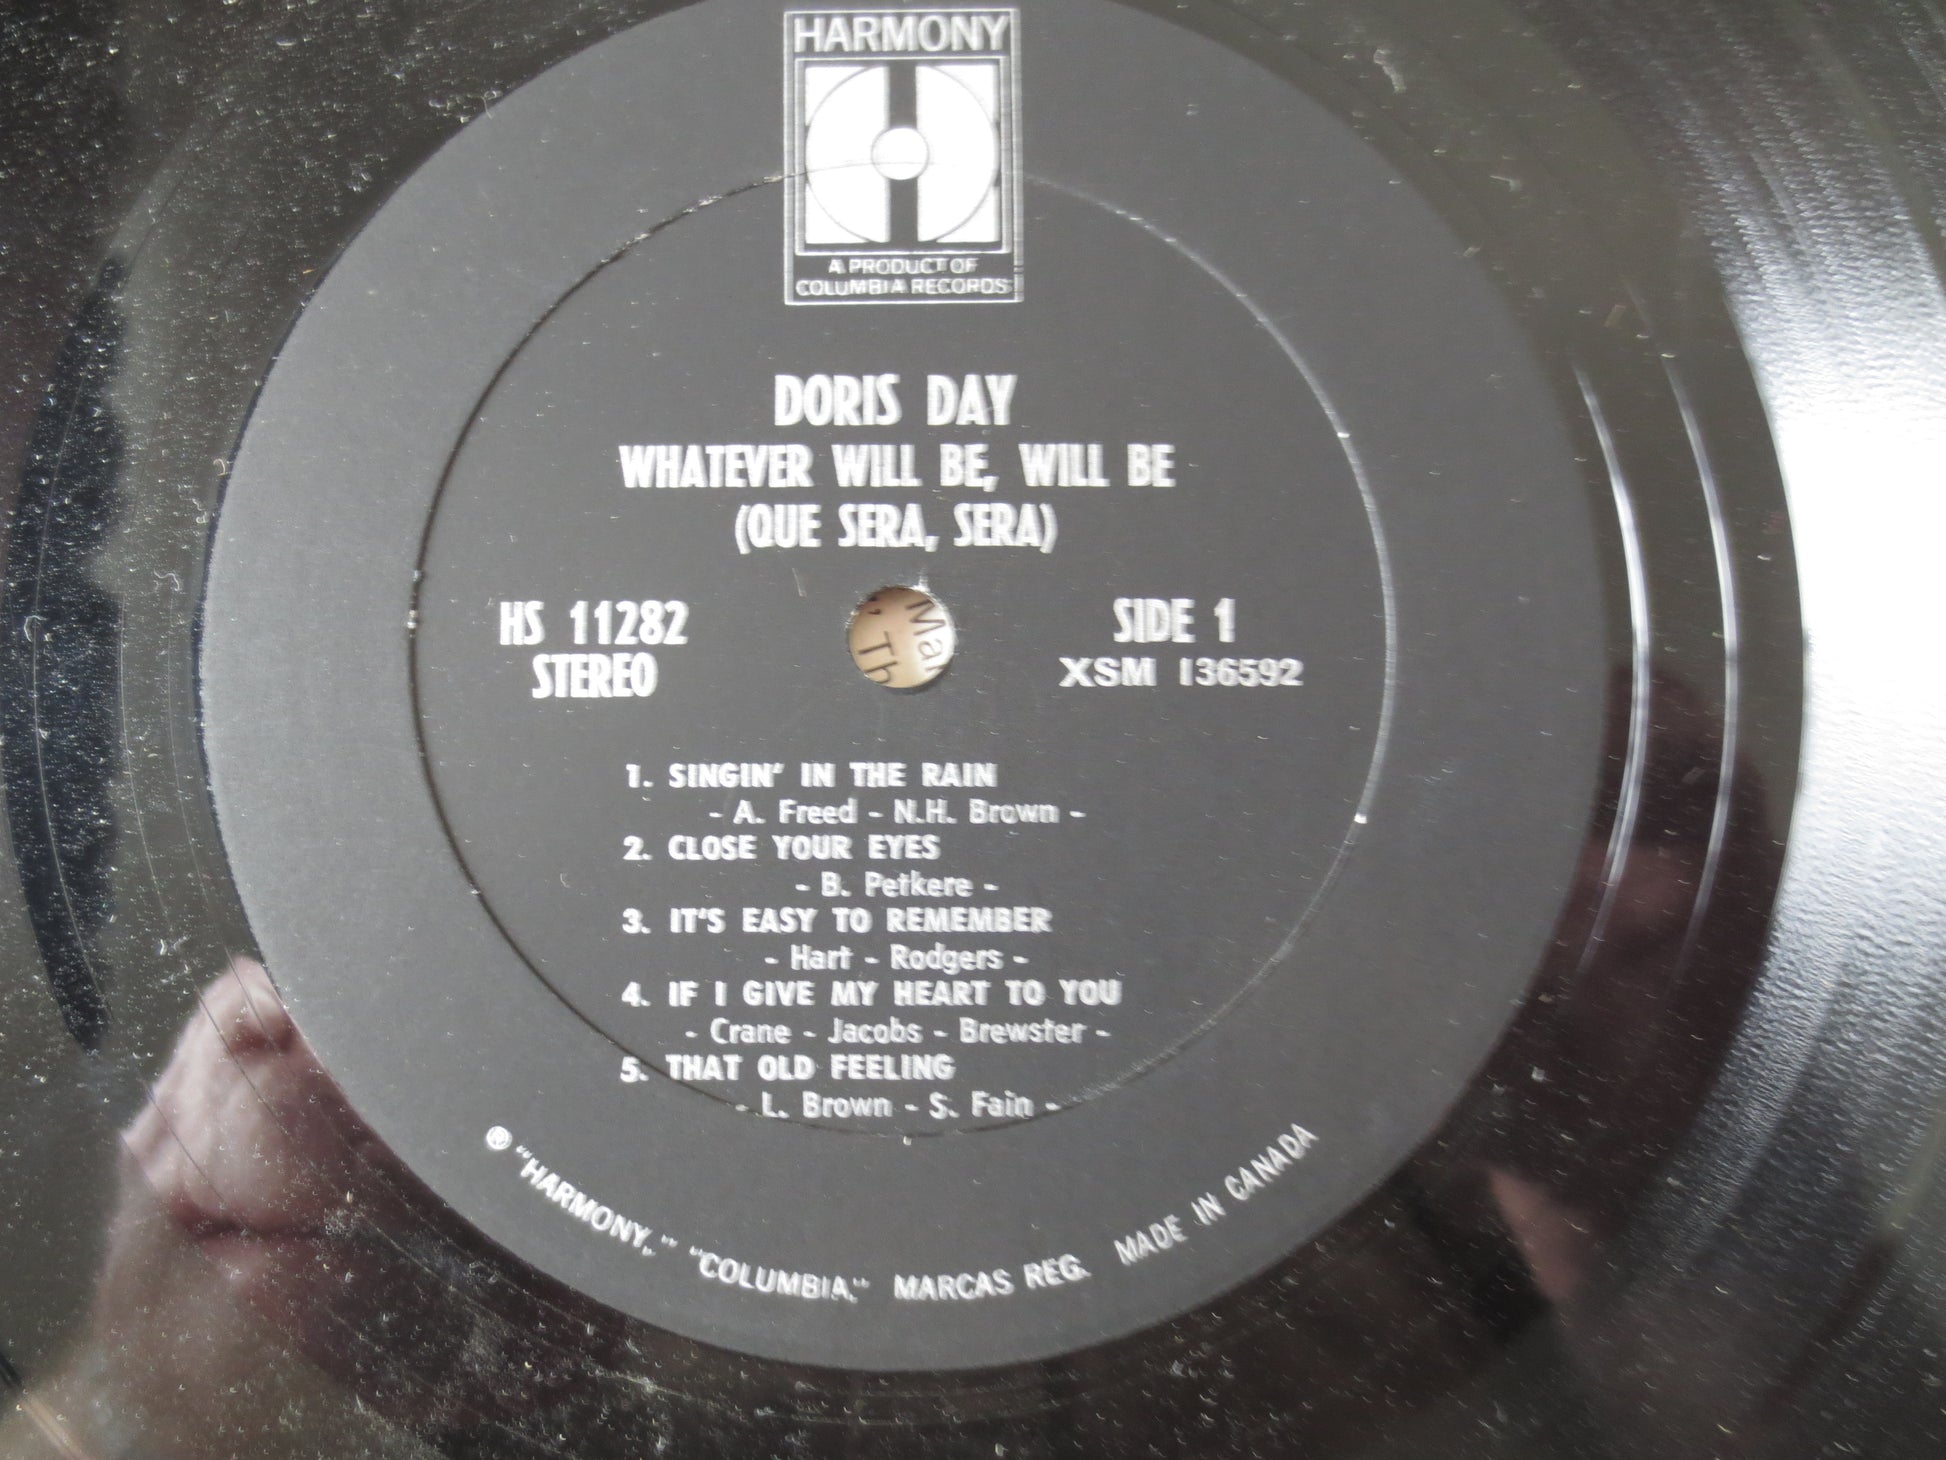 HARMONY
A PRODUCT OF
COLUMBIA RECORDS
DORIS DAY
WHATEVER WILL BE, WILL BE
(QUE SERA, SERA)
HS 11282
STEREO
SIDE 1
XSM 136592
Mar
Th
1. SINGIN' IN THE RAIN
- A. Freed - N.H. Brown -
2. CLOSE YOUR EYES
- B. Petkere -
3. IT'S EASY TO REMEMBER
- Hart - Rodgers -
4. IF I GIVE MY HEART TO YOU
- Crane - Jacobs - Brewster -
5. THAT OLD FEELING
- L. Brown - S. Fain -
® "HARMONY," "COLUMBIA," MARCAS REG. MADE IN CANADA